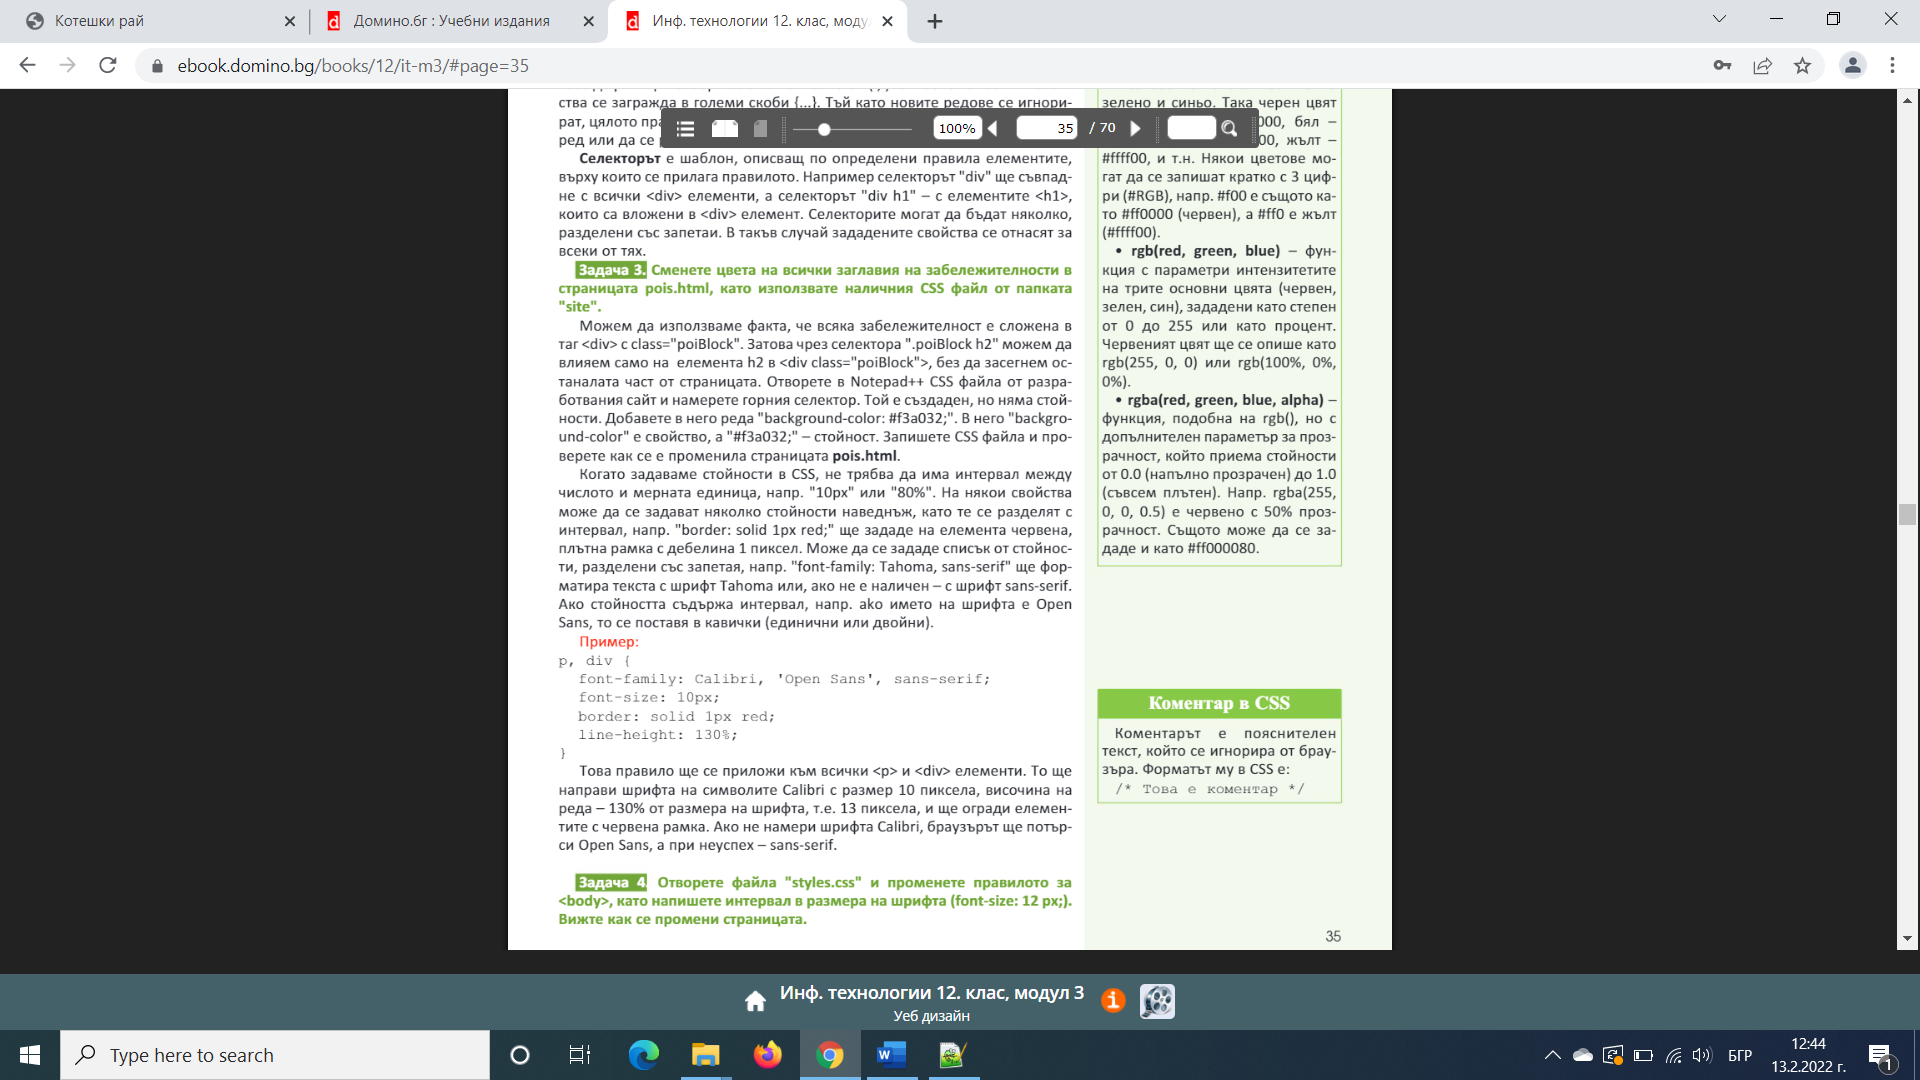 Котешки рай
Домино.бг : Учебни издания
Инф. технологии 12. клас, моду
ebook.domino.bg/books/12/it-m3/#page=35
ства се загражда в големи скоби {...}. Тъй като новите редове се игнори-
рат, цялото пра
ред или да се
Селекторът е шаблон, описващ по определени правила елементите,
върху които се прилага правилото. Например селекторът "div" ще съвпад-
не с всички <div> елементи, а селекторът "div h1" – с елементите <h1>,
които са вложени в <div> елемент. Селекторите могат да бъдат няколко,
разделени със запетаи. В такъв случай зададените свойства се отнасят за
всеки от тях.
Задача 3. Сменете цвета на всички заглавия на забележителности в
страницата pois.html, като използвате наличния CSS файл от папката
"site".
Можем да използваме факта, че всяка забележителност е сложена в
таг <div> с class="poiBlock". Затова чрез селектора ".poiBlock h2" можем да
влияем само на елемента h2 в <div class="poiBlock">, без да засегнем ос-
таналата част от страницата. Отворете в Notepad++ CSS файла от разра-
ботвания сайт и намерете горния селектор. Той е създаден, но няма стой-
ности. Добавете в него реда "background-color: #f3a032;". В него "backgro-
und-color" е свойство, а "#f3a032;" – стойност. Запишете CSS файла и про-
верете как се е променила страницата pois.html.
Когато задаваме стойности в CSS, не трябва да има интервал между
числото и мерната единица, напр. "10px" или "80%". На някои свойства
може да се задават няколко стойности наведнъж, като те се разделят с
интервал, напр. "border: solid 1px red;" ще зададе на елемента червена,
плътна рамка с дебелина 1 пиксел. Може да се зададе списък от стойнос-
ти, разделени със запетая, напр. "font-family: Tahoma, sans-serif" ще фор-
матира текста с шрифт Tahoma или, ако не е наличен – с шрифт sans-serif.
Ако стойността съдържа интервал, напр. ако името на шрифта е Open
Sans, то се поставя в кавички (единични или двойни).
Пример:
p, div {
font-family: Calibri, 'Open Sans', sans-serif;
font-size: 10px;
border: solid 1px red;
line-height: 130%;
}
Това правило ще се приложи към всички <p> и <div> елементи. То ще
направи шрифта на символите Calibri с размер 10 пиксела, височина на
реда – 130% от размера на шрифта, т.е. 13 пиксела, и ще огради елемен-
тите с червена рамка. Ако не намери шрифта Calibri, браузърът ще потър-
си Open Sans, а при неуспех – sans-serif.
Задача 4. Отворете файла "styles.css" и променете правилото за
<body>, като напишете интервал в размера на шрифта (font-size: 12 px;).
Вижте как се промени страницата.
100%
35
/ 70
зелено и синьо. Така черен цвят
000, бял –
00, жълт –
#ffff00, и т.н. Някои цветове мо-
гат да се запишат кратко с 3 циф-
ри (#RGB), напр. #f00 е същото ка-
то #ff0000 (червен), а #ff0 е жълт
(#ffff00).
• rgb(red, green, blue) – фун-
кция с параметри интензитетите
на трите основни цвята (червен,
зелен, син), зададени като степен
от 0 до 255 или като процент.
Червеният цвят ще се опише като
rgb(255, 0, 0) или rgb(100%, 0%,
0%).
• rgba(red, green, blue, alpha) –
функция, подобна на rgb(), но с
допълнителен параметър за проз-
рачност, който приема стойности
от 0.0 (напълно прозрачен) до 1.0
(съвсем плътен). Напр. rgba(255,
0, 0, 0.5) е червено с 50% проз-
рачност. Същото може да се за-
даде и като #ff000080.
Коментар в CSS
Коментарът е пояснителен
текст, който се игнорира от брау-
зъра. Форматът му в CSS е:
/* Това е коментар */
35
Инф. технологии 12. клас, модул 3
Уеб дизайн
Type here to search
БГР
12:44
13.2.2022 г.
1